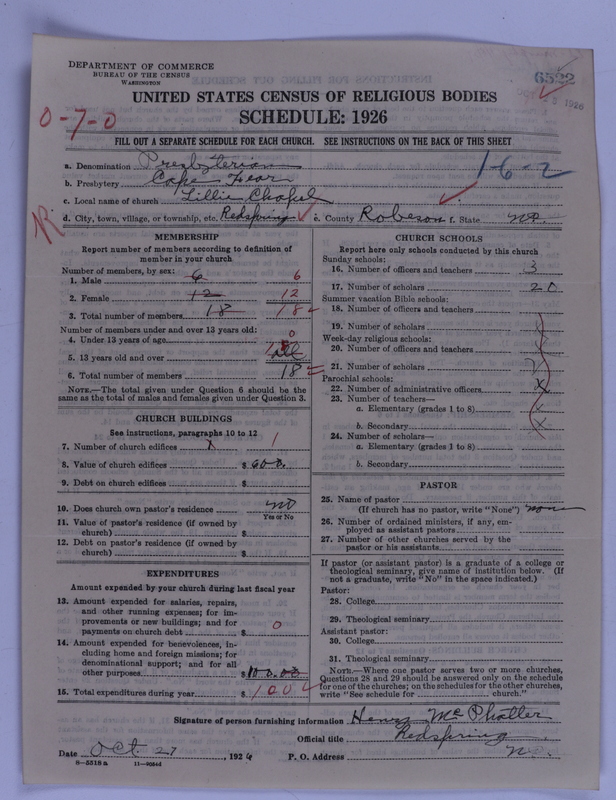 DEPARTMENT OF COMMERCE
BUREAU OF THE CENSUS
WASHINGTON
6522
1926
UNITED STATES CENSUS OF RELIGIOUS BODIES
SCHEDULE: 1926
0-7-0
FILL OUT A SEPARATE SCHEDULE FOR EACH CHURCH. SEE INSTRUCTIONS ON THE BACK OF THIS SHEET
1-6-2
a. Denomination Presbyterian
b. Presbytery Cape Fear
c. Local name of church Lillie Chapel
d. City, town, village, or township, etc. Redspring e. County Robeson f. State N.C.
MEMBERSHIP
Report number of members according to definition of
member in your church
Number of members, by sex:
1. Male 6 6
2. Female 12 12
3. Total number of members 18 18
Number of members under and over 13 years old:
4. Under 13 years of age 0
5. 13 years old and over all
6. Total number of members 18
NOTE.—The total given under Question 6 should be
same as the total of males and females given under Question 3.
CHURCH BUILDINGS
See instructions, paragraphs 10 to 12
7. Number of church edifices 1 1
8. Value of church edifices $ 600.
9. Debt on church edifices $
10. Does church own pastor's residence no
Yes or No
11. Value of pastor's residence (if owned by
church) $
12. Debt on pastor's residence (if owned by
church) $
EXPENDITURES
Amount expended by your church during last fiscal year
13. Amount expended for salaries, repairs,
and other running expenses; for im-
provements or new buildings; and for
payments on church debt $ 0
14. Amount expended for benevolences, in-
cluding home and foreign missions; for
denominational support; and for all
other purposes $ 100.00
15. Total expenditures during year $ 100
CHURCH SCHOOLS
Report here only schools conducted by this church
Sunday schools:
16. Number of officers and teachers 3
17. Number of scholars 20
Summer vacation Bible schools:
18. Number of officers and teachers
19. Number of scholars
Week-day religious schools:
20. Number of officers and teachers
21. Number of scholars
Parochial schools:
22. Number of administrative officers x
23. Number of teachers—
a. Elementary (grades 1 to 8) x
b. Secondary x
24. Number of scholars—
a. Elementary (grades 1 to 8)
b. Secondary
PASTOR
25. Name of pastor
(If church has no pastor, write "None") none
26. Number of ordained ministers, if any, em-
ployed as assistant pastors
27. Number of other churches served by the
pastor or his assistants
If pastor (or assistant pastor) is a graduate of a college or
theological seminary, give name of institution below. (If
not a graduate, write "No" in the space indicated.)
Pastor:
28. College
29. Theological seminary
Assistant pastor:
30. College
31. Theological seminary
NOTE.—Where one pastor serves two or more churches,
Questions 28 and 29 should be answered only on the schedule
for one of the churches; on the schedules for the other churches,
write "See schedule for church."
Signature of person furnishing information Henry McPhatter
Official title
Redspring
Date Oct 27, 1926 P. O. Address N.C.
8-5518a 11-9084d